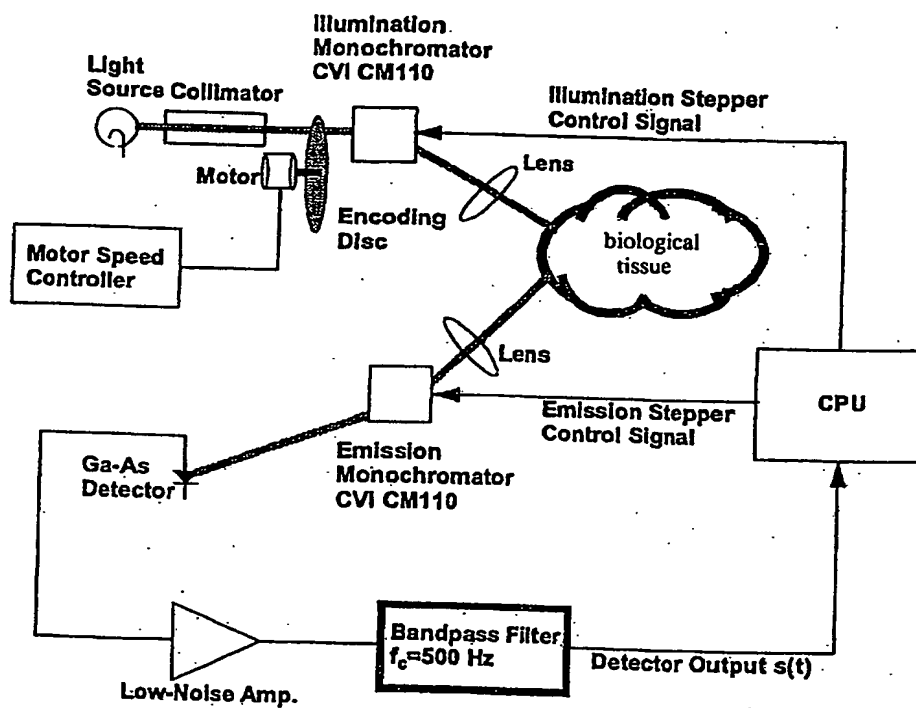 Illumination
Monochromator
CVI CM110
Light
Source Collimator
Illumination Stepper
Control Signal
Lens
Motor
Encoding
Disc
biological
tissue
Motor Speed
Controller
Lens
CPU
Emission Stepper
Control Signal
Ga-As
Detector
Emission
Monochromator
CVI CM110
Bandpass Filter
fc=500 Hz
Detector Output s(t)
Low-Noise Amp.